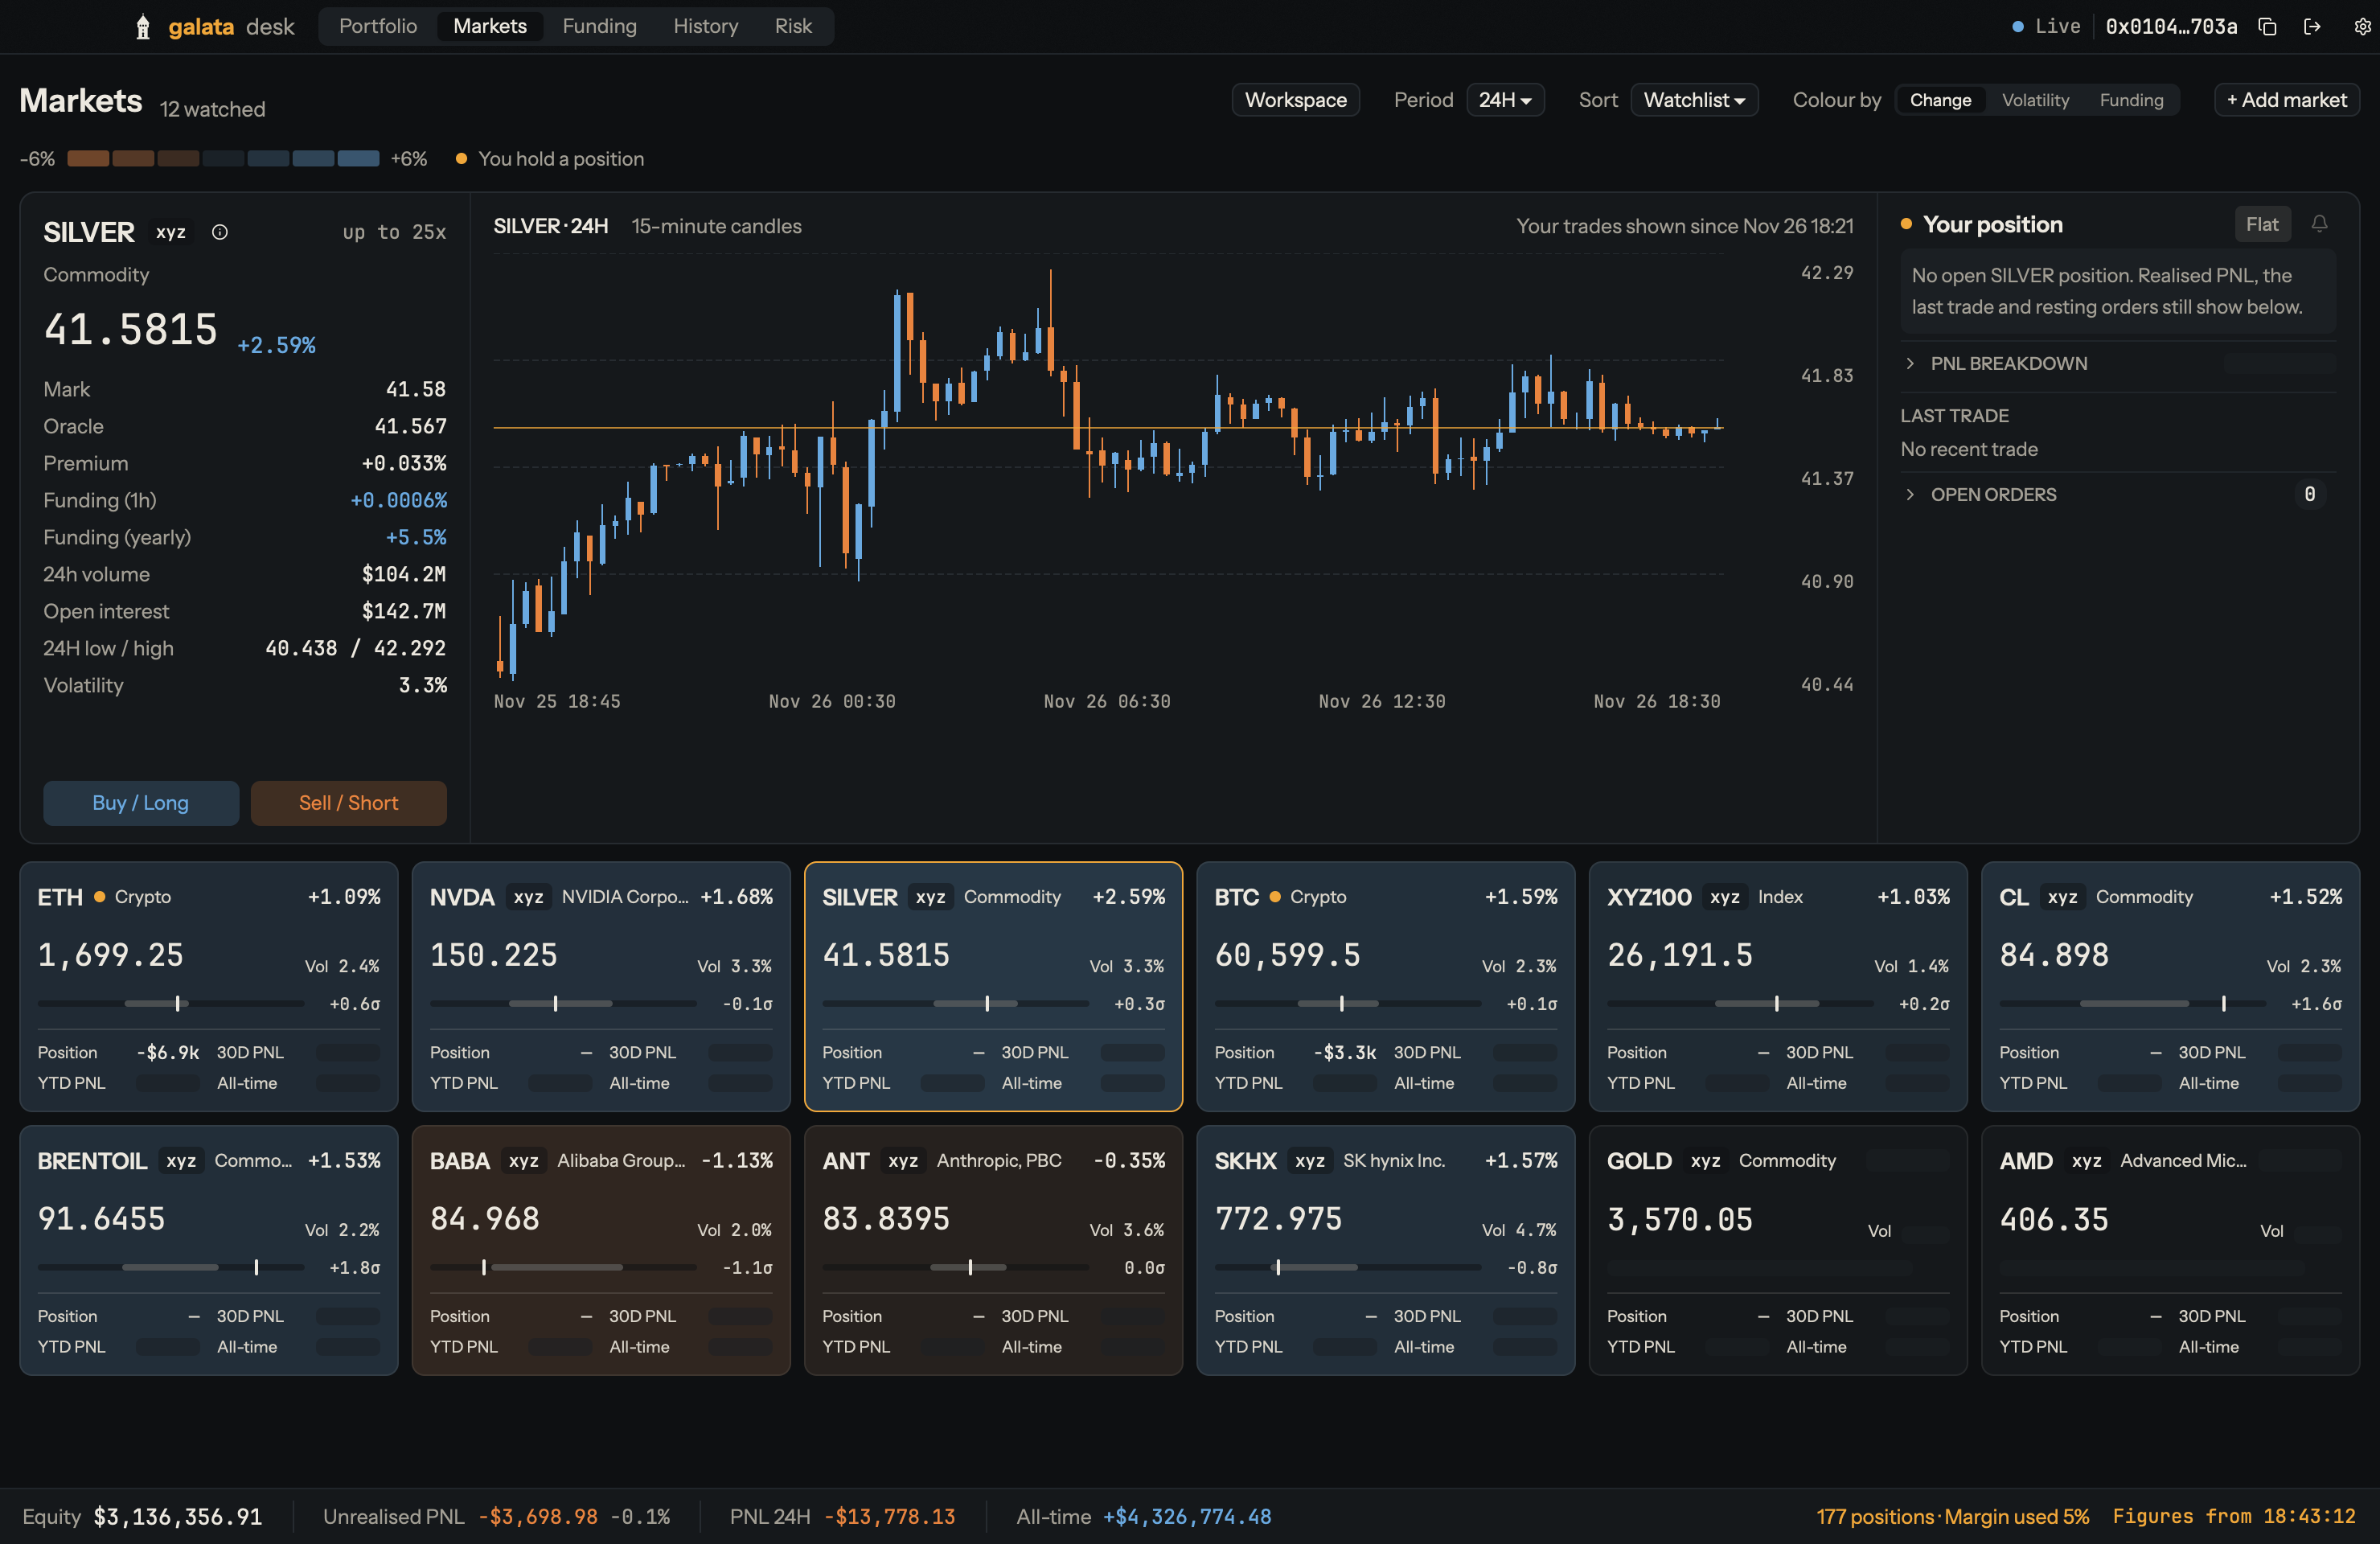 galata desk Portfolio Markets Funding History Risk Live 0x0104…703a
Markets 12 watched Workspace Period 24H Sort Watchlist Colour by Change Volatility Funding + Add market
-6% +6% You hold a position
SILVER xyz up to 25x
Commodity
41.5815 +2.59%
Mark 41.58
Oracle 41.567
Premium +0.033%
Funding (1h) +0.0006%
Funding (yearly) +5.5%
24h volume $104.2M
Open interest $142.7M
24H low / high 40.438 / 42.292
Volatility 3.3%
Buy / Long Sell / Short
SILVER · 24H 15-minute candles Your trades shown since Nov 26 18:21
42.29
41.83
41.37
40.90
40.44
Nov 25 18:45 Nov 26 00:30 Nov 26 06:30 Nov 26 12:30 Nov 26 18:30
Your position Flat
No open SILVER position. Realised PNL, the
last trade and resting orders still show below.
PNL BREAKDOWN
LAST TRADE
No recent trade
OPEN ORDERS 0
ETH Crypto +1.09%
1,699.25 Vol 2.4%
+0.6σ
Position -$6.9k 30D PNL
YTD PNL All-time
NVDA xyz NVIDIA Corpo… +1.68%
150.225 Vol 3.3%
-0.1σ
Position – 30D PNL
YTD PNL All-time
SILVER xyz Commodity +2.59%
41.5815 Vol 3.3%
+0.3σ
Position – 30D PNL
YTD PNL All-time
BTC Crypto +1.59%
60,599.5 Vol 2.3%
+0.1σ
Position -$3.3k 30D PNL
YTD PNL All-time
XYZ100 xyz Index +1.03%
26,191.5 Vol 1.4%
+0.2σ
Position – 30D PNL
YTD PNL All-time
CL xyz Commodity +1.52%
84.898 Vol 2.3%
+1.6σ
Position – 30D PNL
YTD PNL All-time
BRENTOIL xyz Commo… +1.53%
91.6455 Vol 2.2%
+1.8σ
Position – 30D PNL
YTD PNL All-time
BABA xyz Alibaba Group… -1.13%
84.968 Vol 2.0%
-1.1σ
Position – 30D PNL
YTD PNL All-time
ANT xyz Anthropic, PBC -0.35%
83.8395 Vol 3.6%
0.0σ
Position – 30D PNL
YTD PNL All-time
SKHX xyz SK hynix Inc. +1.57%
772.975 Vol 4.7%
-0.8σ
Position – 30D PNL
YTD PNL All-time
GOLD xyz Commodity
3,570.05 Vol
Position – 30D PNL
YTD PNL All-time
AMD xyz Advanced Mic…
406.35 Vol
Position – 30D PNL
YTD PNL All-time
Equity $3,136,356.91 Unrealised PNL -$3,698.98 -0.1% PNL 24H -$13,778.13 All-time +$4,326,774.48 177 positions · Margin used 5% Figures from 18:43:12